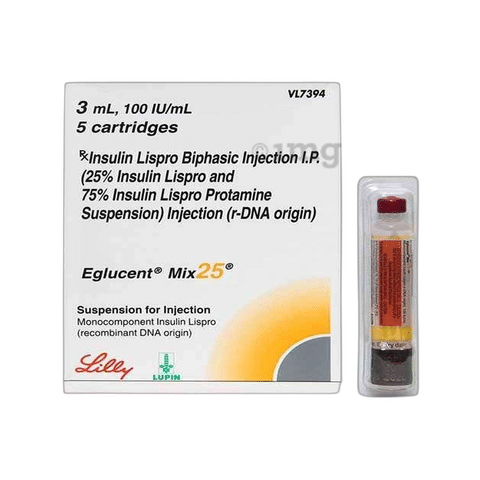 VL7394
3 mL, 100 IU/mL
5 cartridges
℞Insulin Lispro Biphasic Injection I.P.
(25% Insulin Lispro and
75% Insulin Lispro Protamine
Suspension) Injection (r-DNA origin)
Eglucent® Mix25®
Suspension for Injection
Monocomponent Insulin Lispro
(recombinant DNA origin)
Lilly
LUPIN
1mg